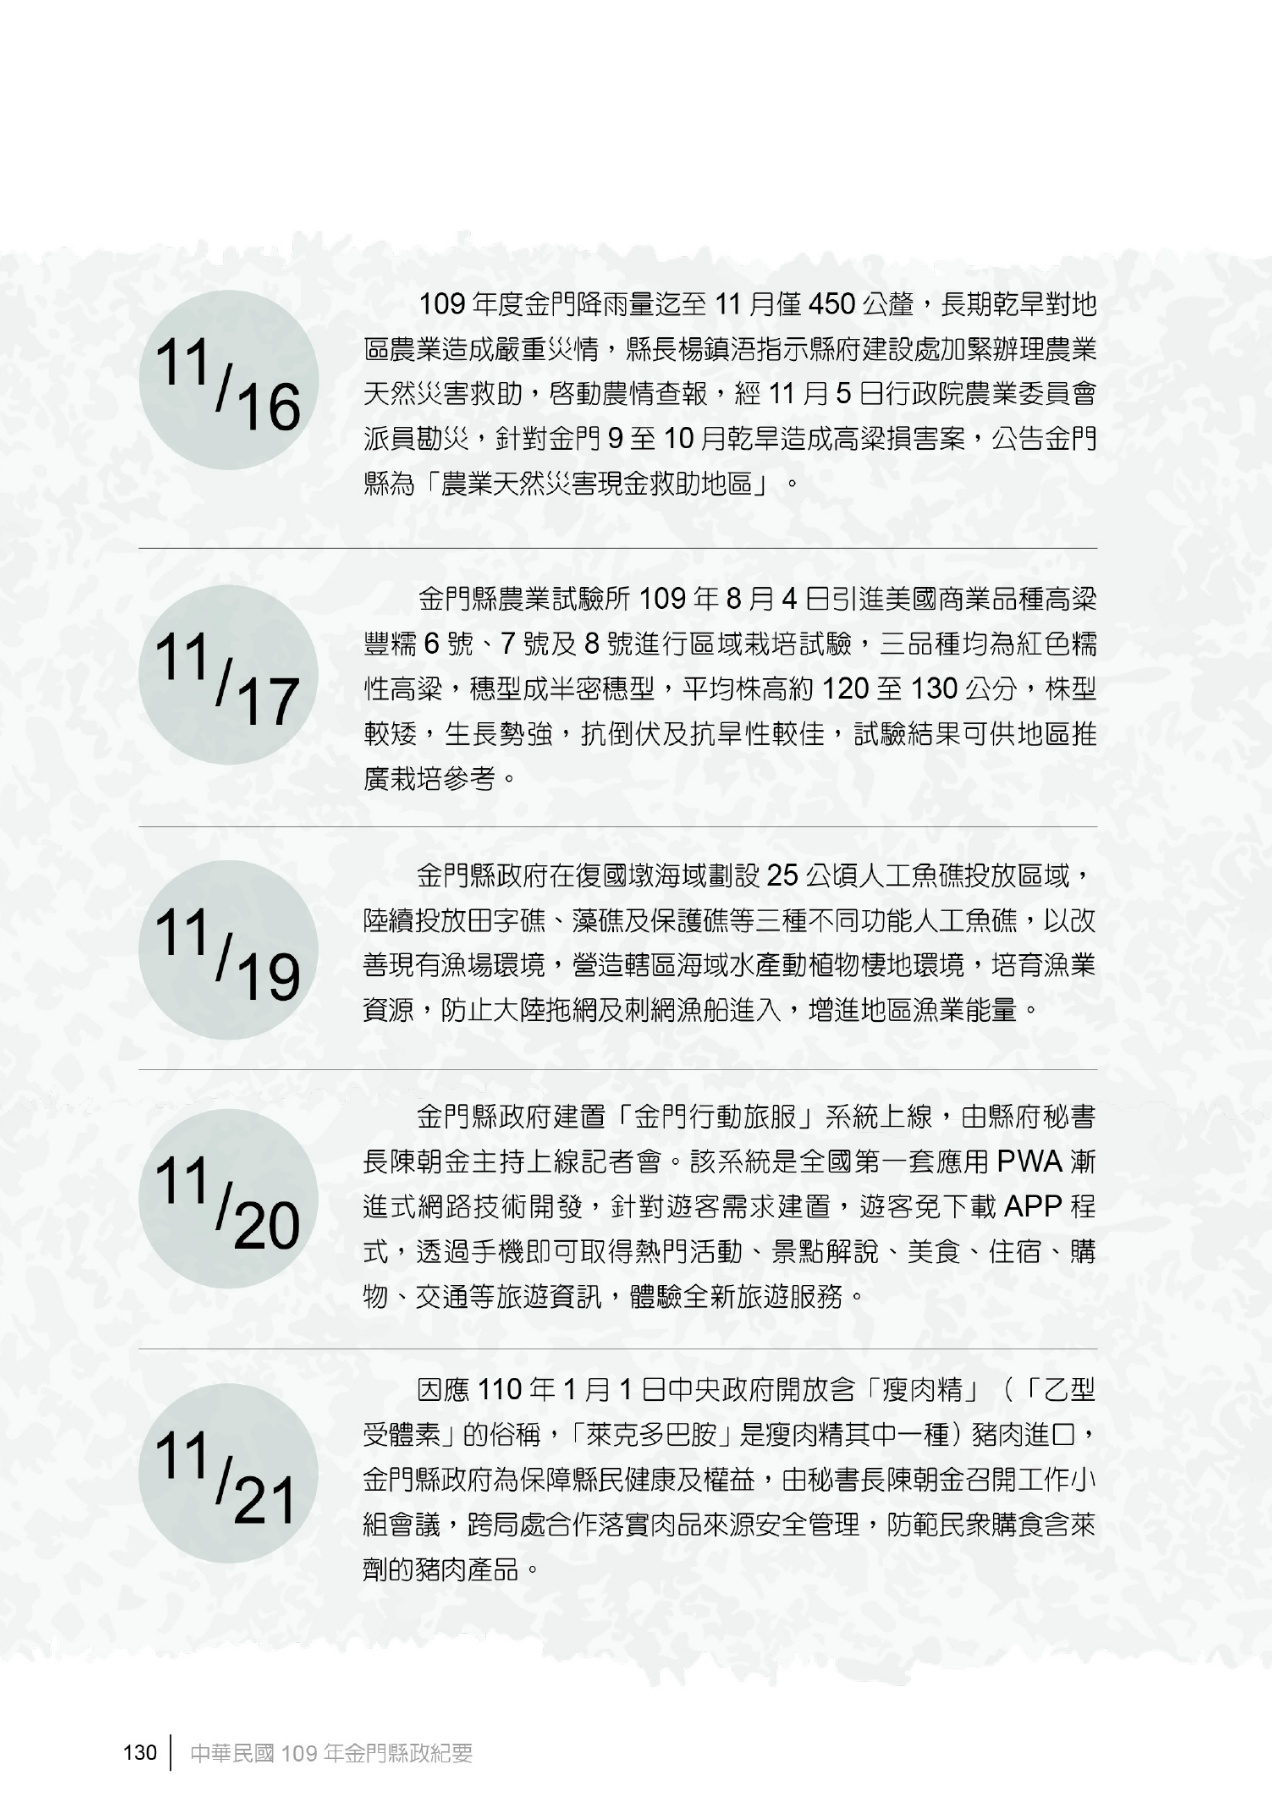 11/16
109 年度金門降雨量迄至 11 月僅 450 公釐，長期乾旱對地
區農業造成嚴重災情，縣長楊鎮浯指示縣府建設處加緊辦理農業
天然災害救助，啓動農情查報，經 11 月 5 日行政院農業委員會
派員勘災，針對金門 9 至 10 月乾旱造成高粱損害案，公告金門
縣為「農業天然災害現金救助地區」。
11/17
金門縣農業試驗所 109 年 8 月 4 日引進美國商業品種高粱
豐糯 6 號、7 號及 8 號進行區域栽培試驗，三品種均為紅色糯
性高粱，穗型成半密穗型，平均株高約 120 至 130 公分，株型
較矮，生長勢強，抗倒伏及抗旱性較佳，試驗結果可供地區推
廣栽培參考。
11/19
金門縣政府在復國墩海域劃設 25 公頃人工魚礁投放區域，
陸續投放田字礁、藻礁及保護礁等三種不同功能人工魚礁，以改
善現有漁場環境，營造轄區海域水產動植物棲地環境，培育漁業
資源，防止大陸拖網及刺網漁船進入，增進地區漁業能量。
11/20
金門縣政府建置「金門行動旅服」系統上線，由縣府秘書
長陳朝金主持上線記者會。該系統是全國第一套應用 PWA 漸
進式網路技術開發，針對遊客需求建置，遊客免下載 APP 程
式，透過手機即可取得熱門活動、景點解說、美食、住宿、購
物、交通等旅遊資訊，體驗全新旅遊服務。
11/21
因應 110 年 1 月 1 日中央政府開放含「瘦肉精」（「乙型
受體素」的俗稱，「萊克多巴胺」是瘦肉精其中一種）豬肉進口，
金門縣政府為保障縣民健康及權益，由秘書長陳朝金召開工作小
組會議，跨局處合作落實肉品來源安全管理，防範民眾購食含萊
劑的豬肉產品。
130 | 中華民國 109 年金門縣政紀要